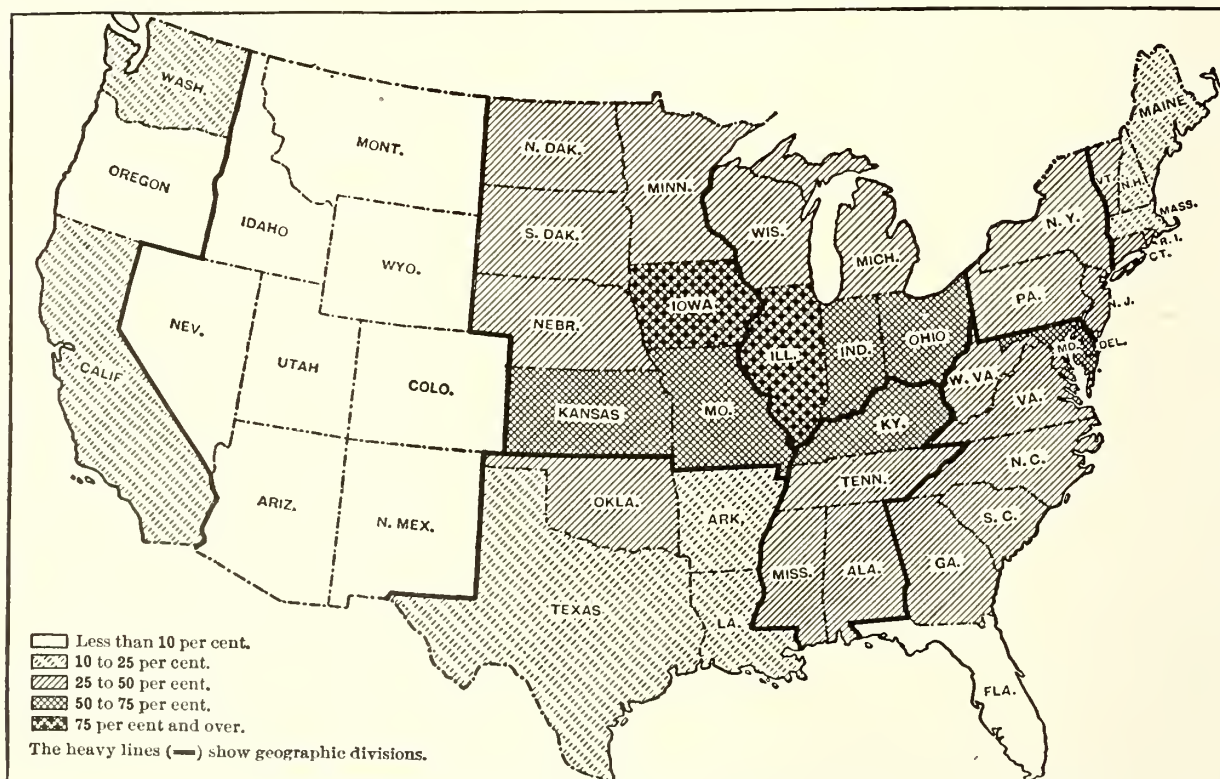 WASH.
MONT.
N. DAK.
MINN.
MAINE
OREGON
IDAHO
S. DAK.
WIS.
MICH.
VT.
N.H.
MASS.
N. Y.
R. I.
CT.
WYO.
IOWA
NEBR.
PA.
N. J.
NEV.
UTAH
COLO.
CALIF
ILL.
IND.
OHIO
MD.
DEL.
W. VA.
VA.
KANSAS
MO.
KY.
N. C.
TENN.
ARIZ.
N. MEX.
OKLA.
ARK.
S. C.
MISS.
ALA.
GA.
TEXAS
LA.
FLA.
Less than 10 per cent.
10 to 25 per cent.
25 to 50 per cent.
50 to 75 per cent.
75 per cent and over.
The heavy lines (—) show geographic divisions.